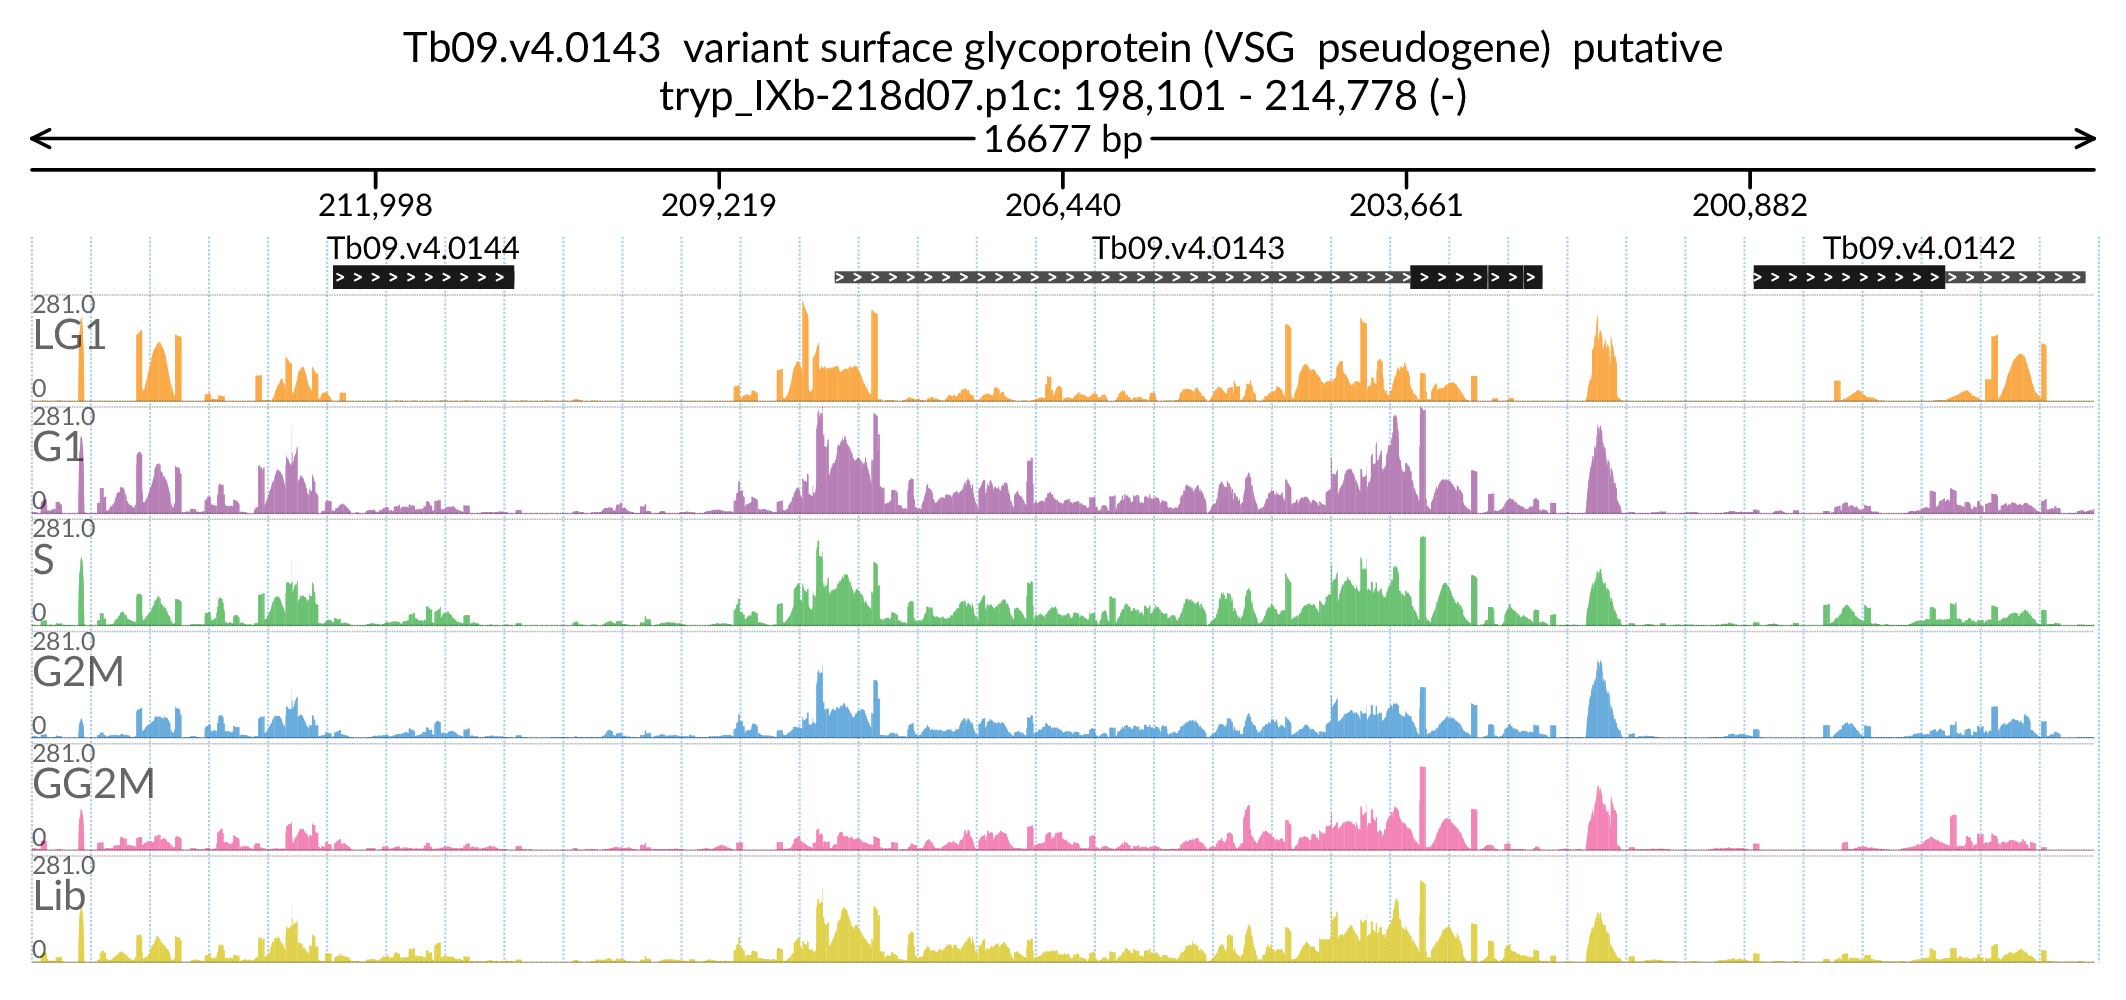 Tb09.v4.0143  variant surface glycoprotein (VSG  pseudogene)  putative
tryp_IXb-218d07.p1c: 198,101 - 214,778 (-)
16677 bp
211,998 209,219 206,440 203,661 200,882
Tb09.v4.0144 Tb09.v4.0143 Tb09.v4.0142
281.0
LG1
0
281.0
G1
0
281.0
S
0
281.0
G2M
0
281.0
GG2M
0
281.0
Lib
0